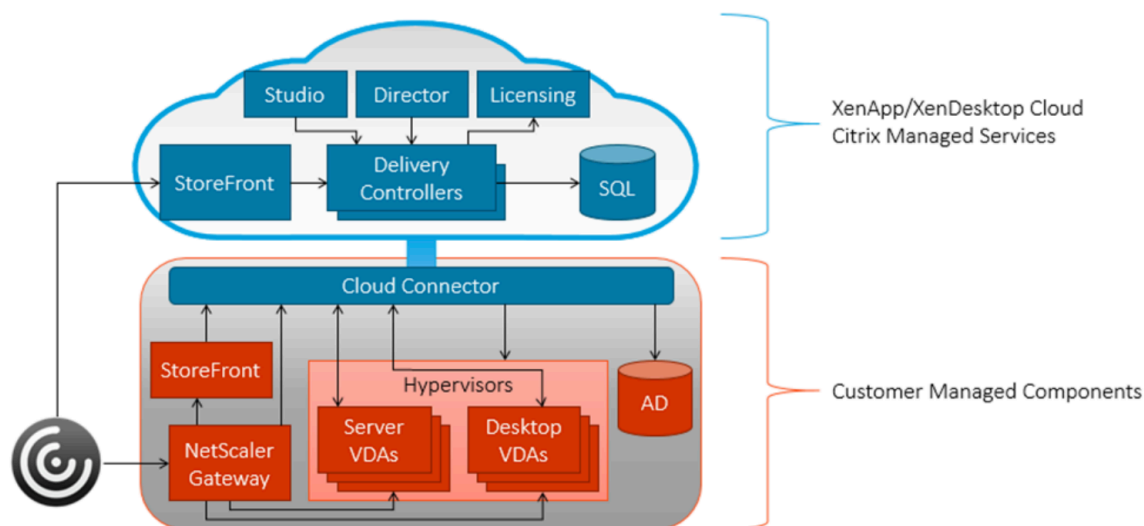 Studio
Director
Licensing
XenApp/XenDesktop Cloud
Citrix Managed Services
StoreFront
Delivery
Controllers
SQL
Cloud Connector
StoreFront
Hypervisors
AD
Customer Managed Components
Server
VDAs
Desktop
VDAs
NetScaler
Gateway